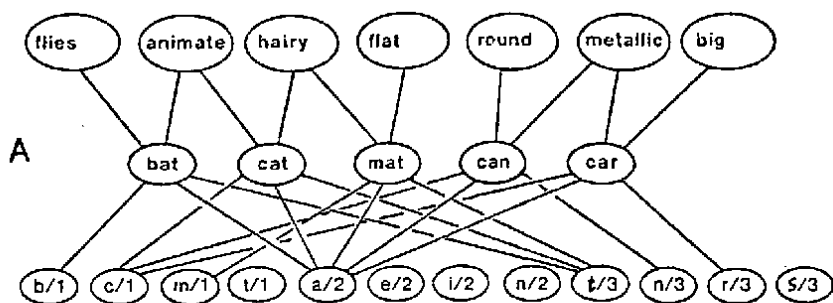 flies animate hairy flat round metallic big
A
bat cat mat can car
b/1 c/1 m/1 t/1 a/2 e/2 i/2 n/2 t/3 n/3 r/3 s/3